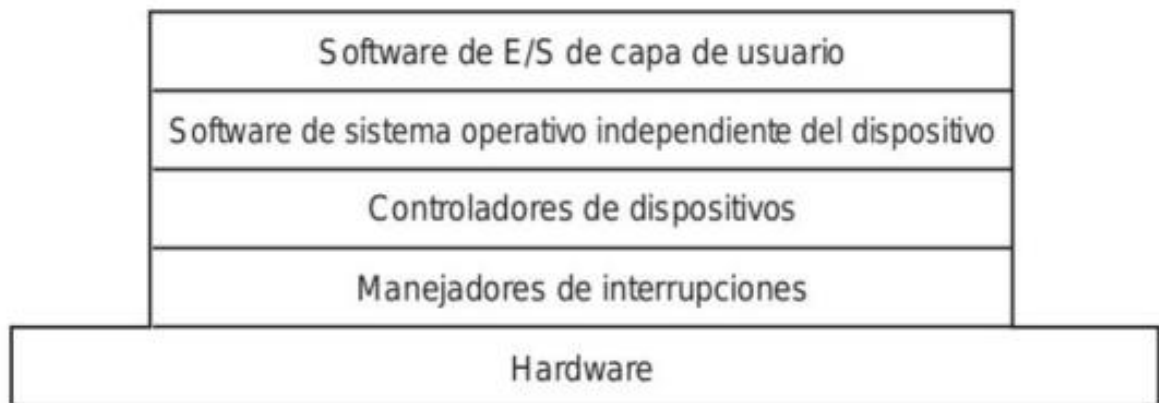 Software de E/S de capa de usuario
Software de sistema operativo independiente del dispositivo
Controladores de dispositivos
Manejadores de interrupciones
Hardware